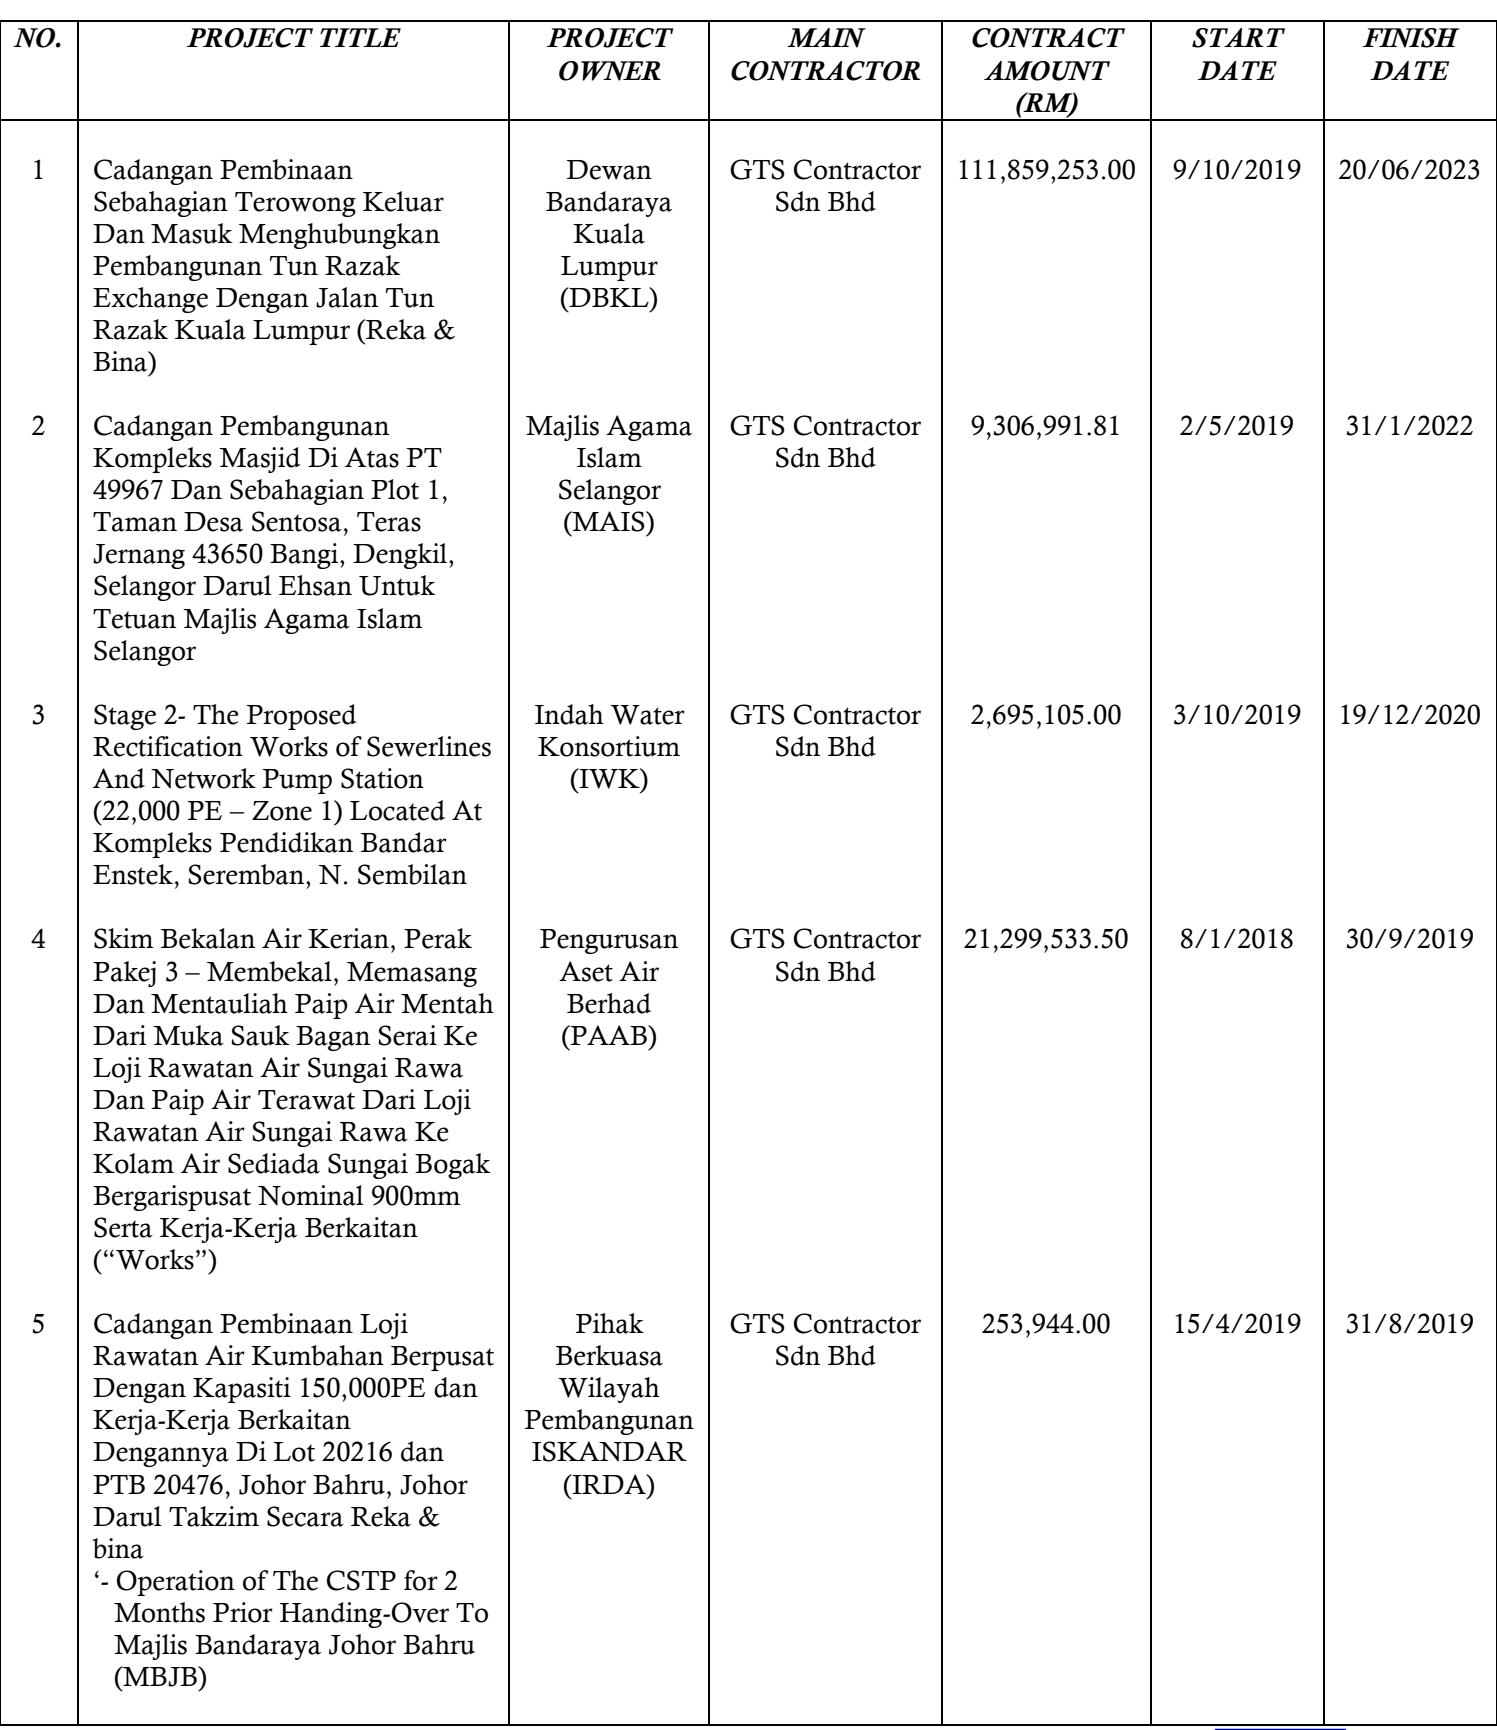 NO.
PROJECT TITLE
PROJECT
OWNER
MAIN
CONTRACTOR
CONTRACT
AMOUNT
(RM)
START
DATE
FINISH
DATE
1
Cadangan Pembinaan
Sebahagian Terowong Keluar
Dan Masuk Menghubungkan
Pembangunan Tun Razak
Exchange Dengan Jalan Tun
Razak Kuala Lumpur (Reka &
Bina)
Dewan
Bandaraya
Kuala
Lumpur
(DBKL)
GTS Contractor
Sdn Bhd
111,859,253.00
9/10/2019
20/06/2023
2
Cadangan Pembangunan
Kompleks Masjid Di Atas PT
49967 Dan Sebahagian Plot 1,
Taman Desa Sentosa, Teras
Jernang 43650 Bangi, Dengkil,
Selangor Darul Ehsan Untuk
Tetuan Majlis Agama Islam
Selangor
Majlis Agama
Islam
Selangor
(MAIS)
GTS Contractor
Sdn Bhd
9,306,991.81
2/5/2019
31/1/2022
3
Stage 2- The Proposed
Rectification Works of Sewerlines
And Network Pump Station
(22,000 PE – Zone 1) Located At
Kompleks Pendidikan Bandar
Enstek, Seremban, N. Sembilan
Indah Water
Konsortium
(IWK)
GTS Contractor
Sdn Bhd
2,695,105.00
3/10/2019
19/12/2020
4
Skim Bekalan Air Kerian, Perak
Pakej 3 – Membekal, Memasang
Dan Mentauliah Paip Air Mentah
Dari Muka Sauk Bagan Serai Ke
Loji Rawatan Air Sungai Rawa
Dan Paip Air Terawat Dari Loji
Rawatan Air Sungai Rawa Ke
Kolam Air Sediada Sungai Bogak
Bergarispusat Nominal 900mm
Serta Kerja-Kerja Berkaitan
(“Works”)
Pengurusan
Aset Air
Berhad
(PAAB)
GTS Contractor
Sdn Bhd
21,299,533.50
8/1/2018
30/9/2019
5
Cadangan Pembinaan Loji
Rawatan Air Kumbahan Berpusat
Dengan Kapasiti 150,000PE dan
Kerja-Kerja Berkaitan
Dengannya Di Lot 20216 dan
PTB 20476, Johor Bahru, Johor
Darul Takzim Secara Reka &
bina
‘- Operation of The CSTP for 2
Months Prior Handing-Over To
Majlis Bandaraya Johor Bahru
(MBJB)
Pihak
Berkuasa
Wilayah
Pembangunan
ISKANDAR
(IRDA)
GTS Contractor
Sdn Bhd
253,944.00
15/4/2019
31/8/2019